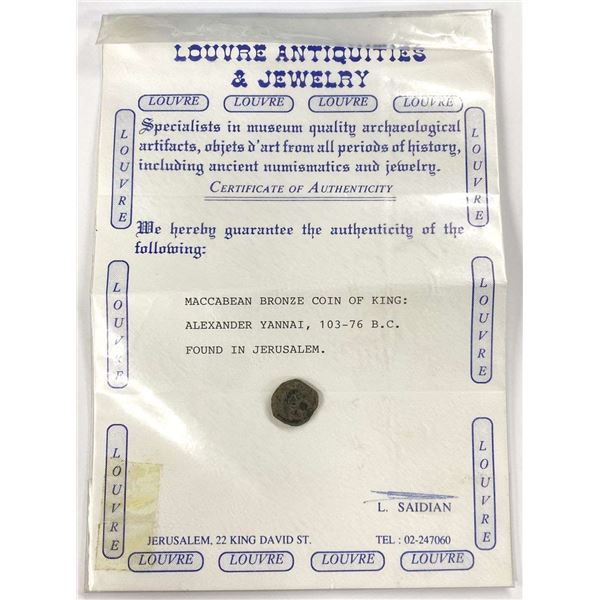 LOUVRE ANTIQUITIES
& JEWELRY
LOUVRE LOUVRE LOUVRE LOUVRE
LOUVRE
LOUVRE
Specialists in museum quality archaeological
artifacts, objets d'art from all periods of history,
including ancient numismatics and jewelry.
CERTIFICATE OF AUTHENTICITY
We hereby guarantee the authenticity of the
following:
LOUVRE
LOUVRE
MACCABEAN BRONZE COIN OF KING:
ALEXANDER YANNAI, 103-76 B.C.
FOUND IN JERUSALEM.
LOUVRE
LOUVRE
L. SAIDIAN
JERUSALEM, 22 KING DAVID ST. TEL : 02-247060
LOUVRE LOUVRE LOUVRE LOUVRE